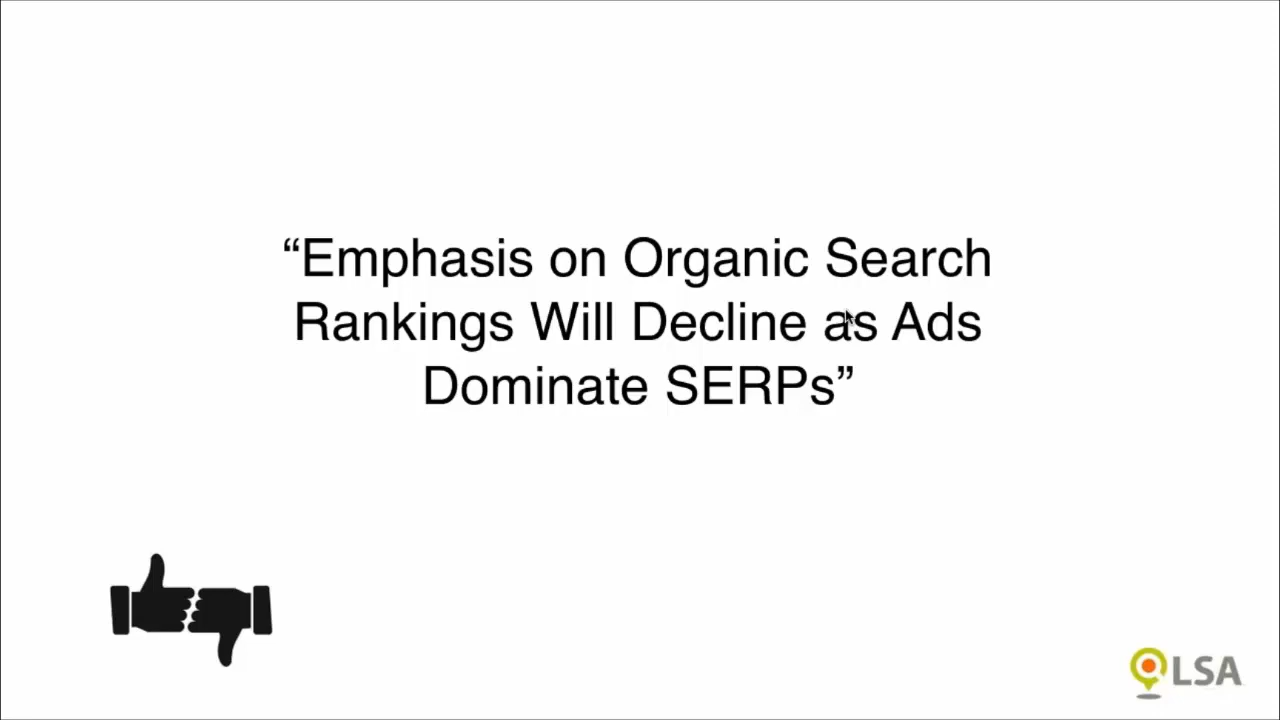 “Emphasis on Organic Search
Rankings Will Decline as Ads
Dominate SERPs”
LSA